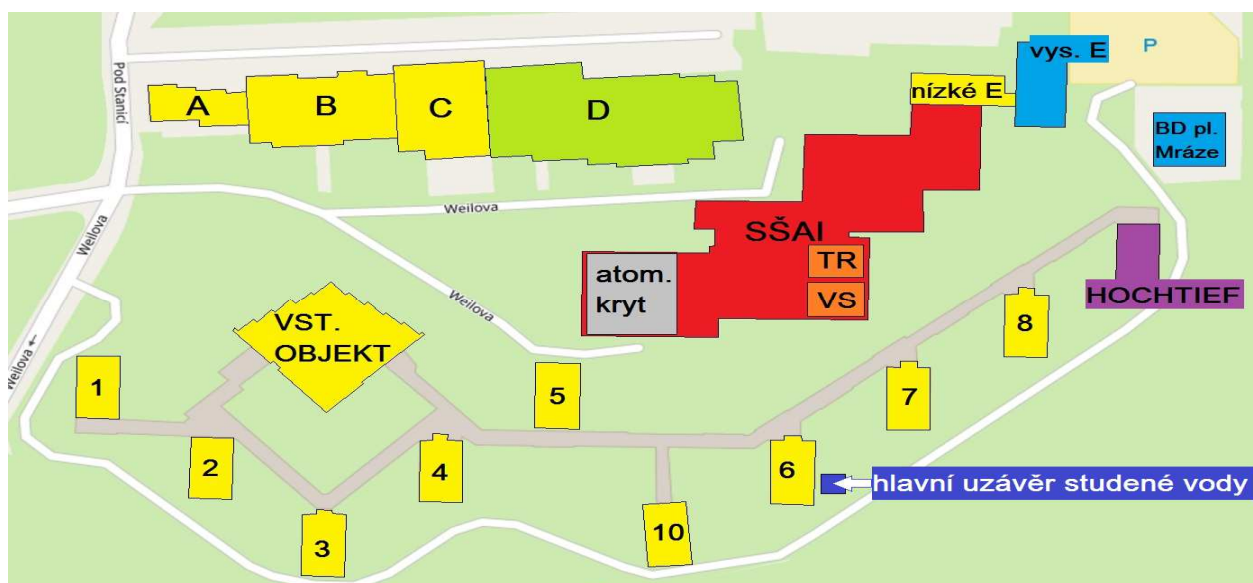 Pod Stanicí
A
B
C
D
nízké E
vys. E
P
BD pl.
Mráze
Weilova
Weilova
SŠAI
TR
VS
atom.
kryt
Weilova
HOCHTIEF
VST.
OBJEKT
Weilova ←
1
2
3
4
5
6
7
8
10
hlavní uzávěr studené vody